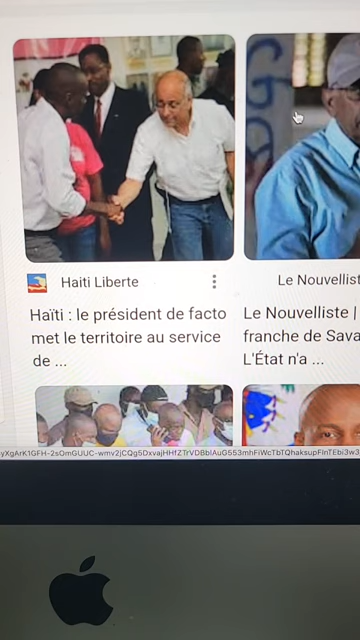 Haiti Liberte
Le Nouvellist
Haïti : le président de facto
met le territoire au service
de ...
Le Nouvelliste |
franche de Sava
L'État n'a ...